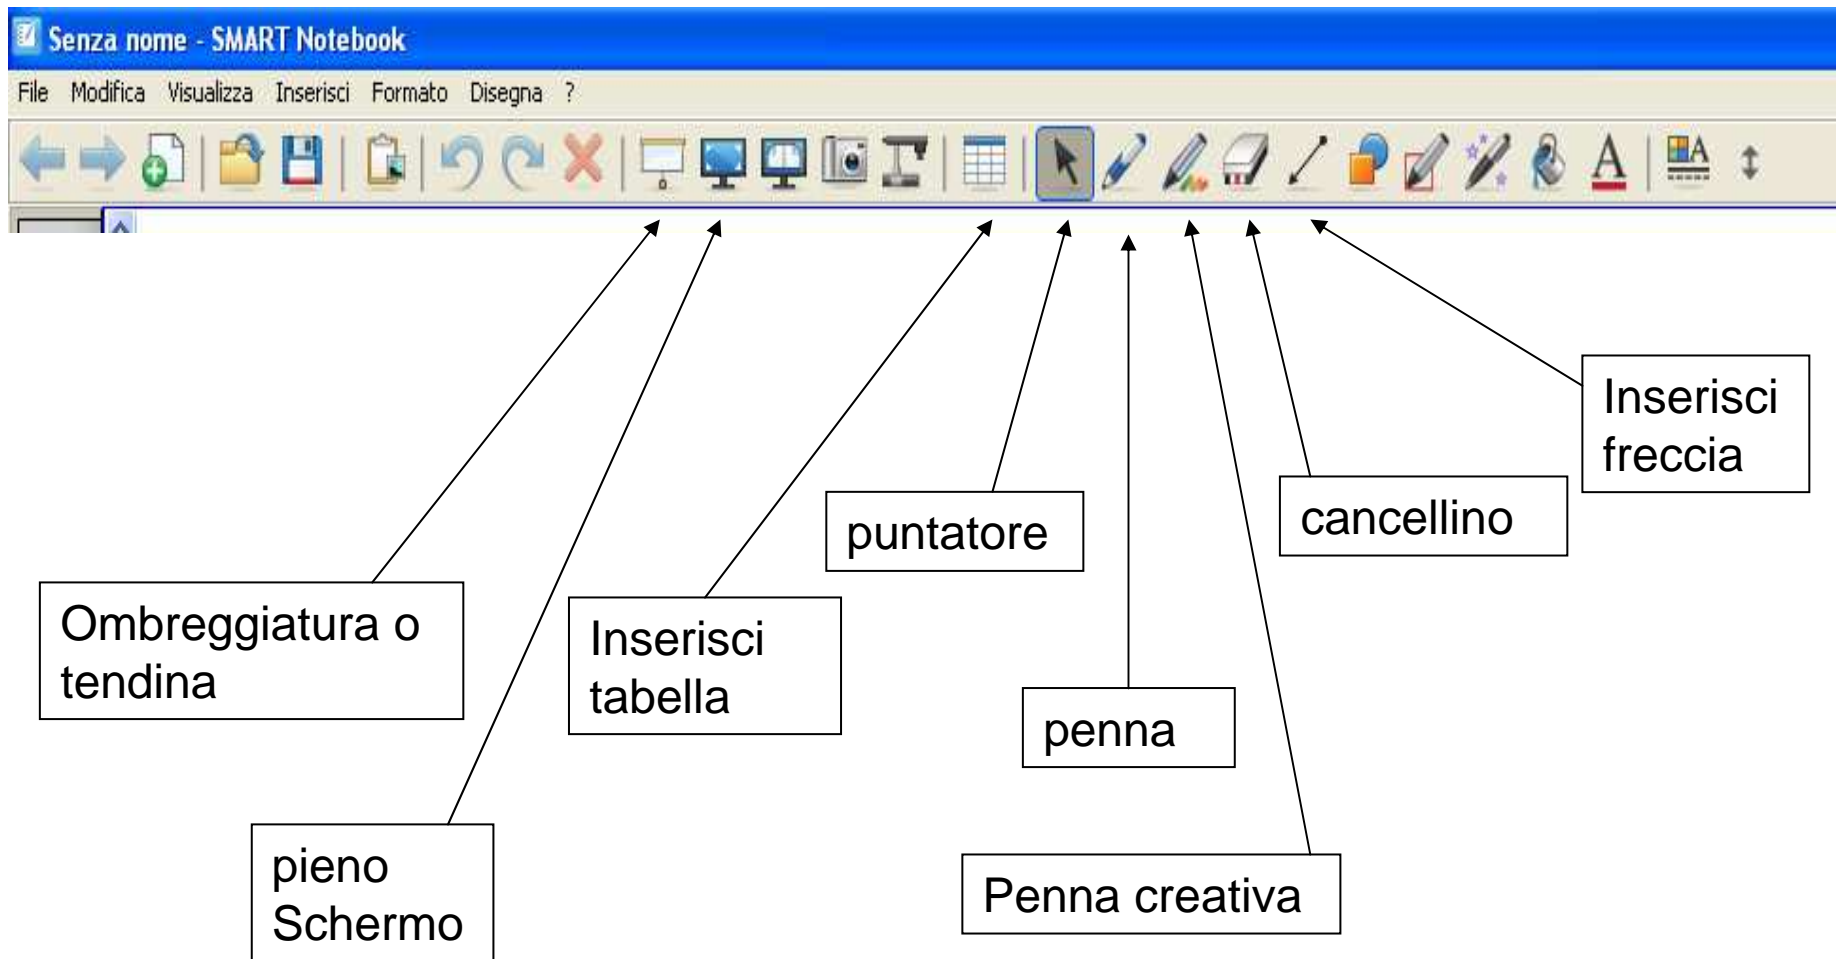 Senza nome - SMART Notebook
File Modifica Visualizza Inserisci Formato Disegna ?
Inserisci
freccia
puntatore
cancellino
Ombreggiatura o
tendina
Inserisci
tabella
penna
pieno
Schermo
Penna creativa